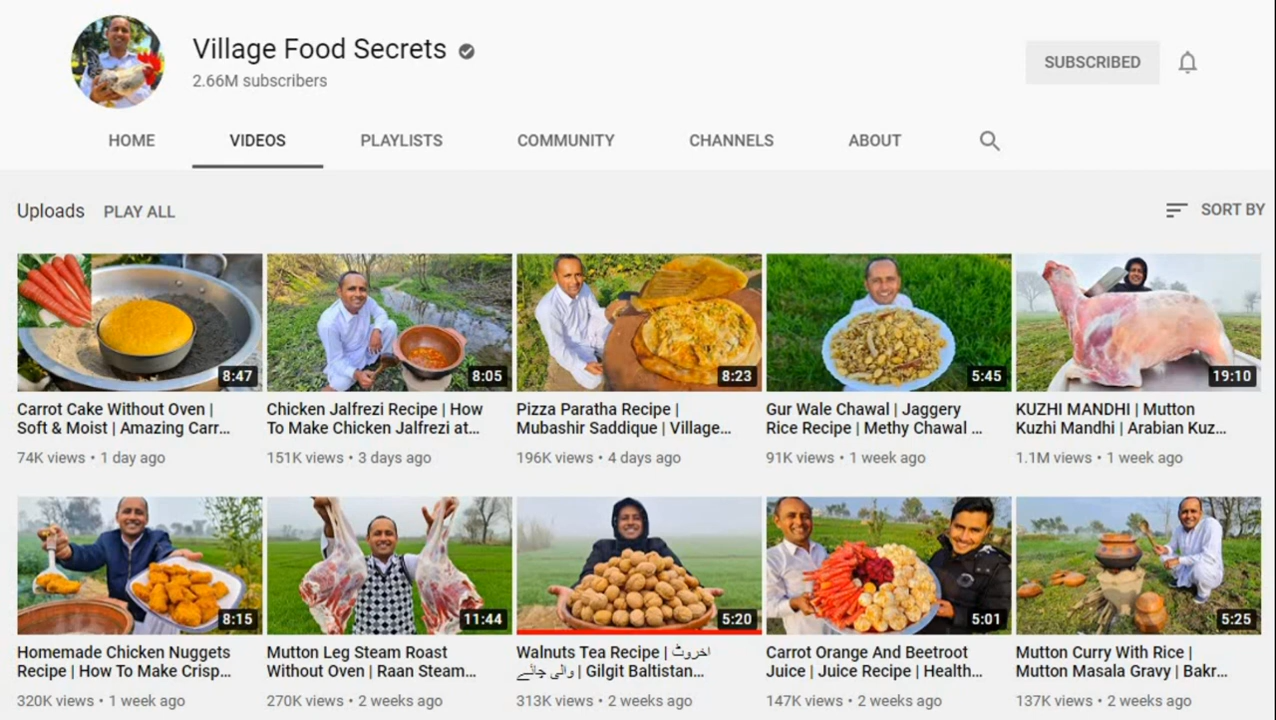 Village Food Secrets
2.66M subscribers
SUBSCRIBED
HOME VIDEOS PLAYLISTS COMMUNITY CHANNELS ABOUT
Uploads PLAY ALL SORT BY
8:47 8:05 8:23 5:45 19:10
Carrot Cake Without Oven |
Soft & Moist | Amazing Carr...
74K views • 1 day ago
Chicken Jalfrezi Recipe | How
To Make Chicken Jalfrezi at...
151K views • 3 days ago
Pizza Paratha Recipe |
Mubashir Saddique | Village...
196K views • 4 days ago
Gur Wale Chawal | Jaggery
Rice Recipe | Methy Chawal ...
91K views • 1 week ago
KUZHI MANDHI | Mutton
Kuzhi Mandhi | Arabian Kuz...
1.1M views • 1 week ago
8:15 11:44 5:20 5:01 5:25
Homemade Chicken Nuggets
Recipe | How To Make Crisp...
320K views • 1 week ago
Mutton Leg Steam Roast
Without Oven | Raan Steam...
270K views • 2 weeks ago
Walnuts Tea Recipe | اخروٹ
والی چائے | Gilgit Baltistan...
313K views • 2 weeks ago
Carrot Orange And Beetroot
Juice | Juice Recipe | Health...
147K views • 2 weeks ago
Mutton Curry With Rice |
Mutton Masala Gravy | Bakr...
137K views • 2 weeks ago